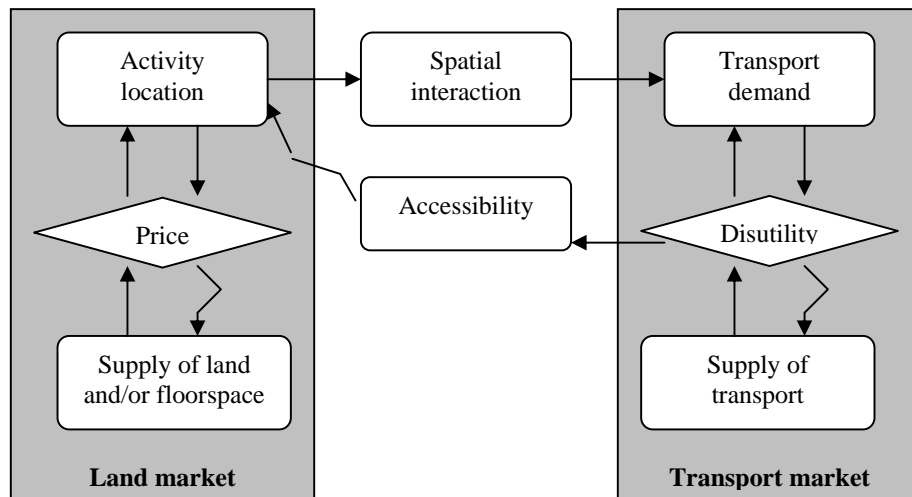 Activity
location
Spatial
interaction
Transport
demand
Accessibility
Price
Disutility
Supply of land
and/or floorspace
Supply of
transport
Land market
Transport market